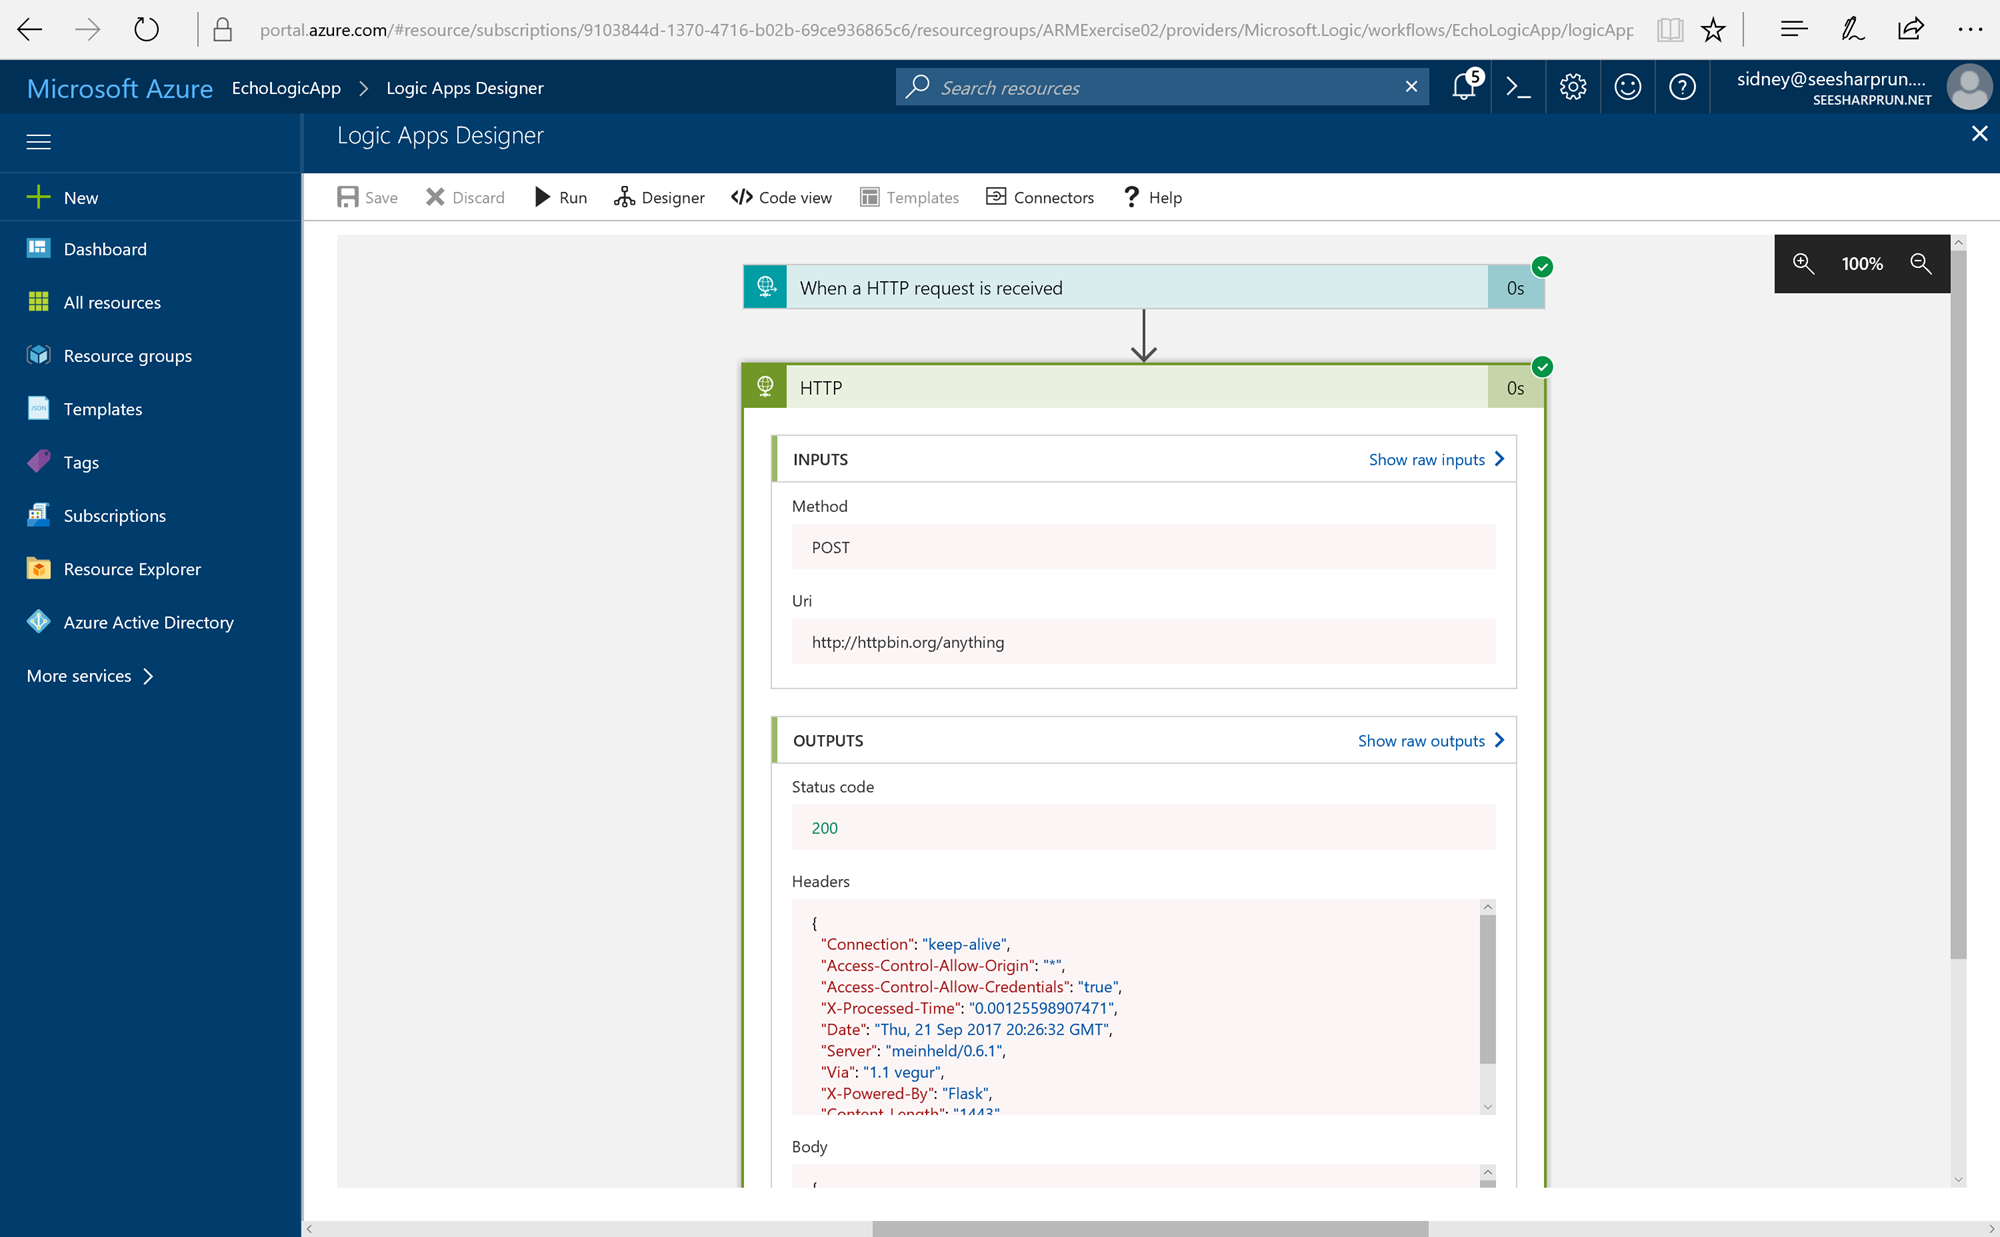 portal.azure.com/#resource/subscriptions/9103844d-1370-4716-b02b-69ce936865c6/resourcegroups/ARMExercise02/providers/Microsoft.Logic/workflows/EchoLogicApp/logicApp
Microsoft Azure EchoLogicApp > Logic Apps Designer
Search resources
5
sidney@seesharprun....
SEESHARPRUN.NET
Logic Apps Designer
New
Dashboard
All resources
Resource groups
Templates
Tags
Subscriptions
Resource Explorer
Azure Active Directory
More services
Save Discard Run Designer Code view Templates Connectors Help
100%
When a HTTP request is received 0s
HTTP 0s
INPUTS Show raw inputs
Method
POST
Uri
http://httpbin.org/anything
OUTPUTS Show raw outputs
Status code
200
Headers
{
"Connection": "keep-alive",
"Access-Control-Allow-Origin": "*",
"Access-Control-Allow-Credentials": "true",
"X-Processed-Time": "0.00125598907471",
"Date": "Thu, 21 Sep 2017 20:26:32 GMT",
"Server": "meinheld/0.6.1",
"Via": "1.1 vegur",
"X-Powered-By": "Flask",
"Content-Length": "1443"
Body
{